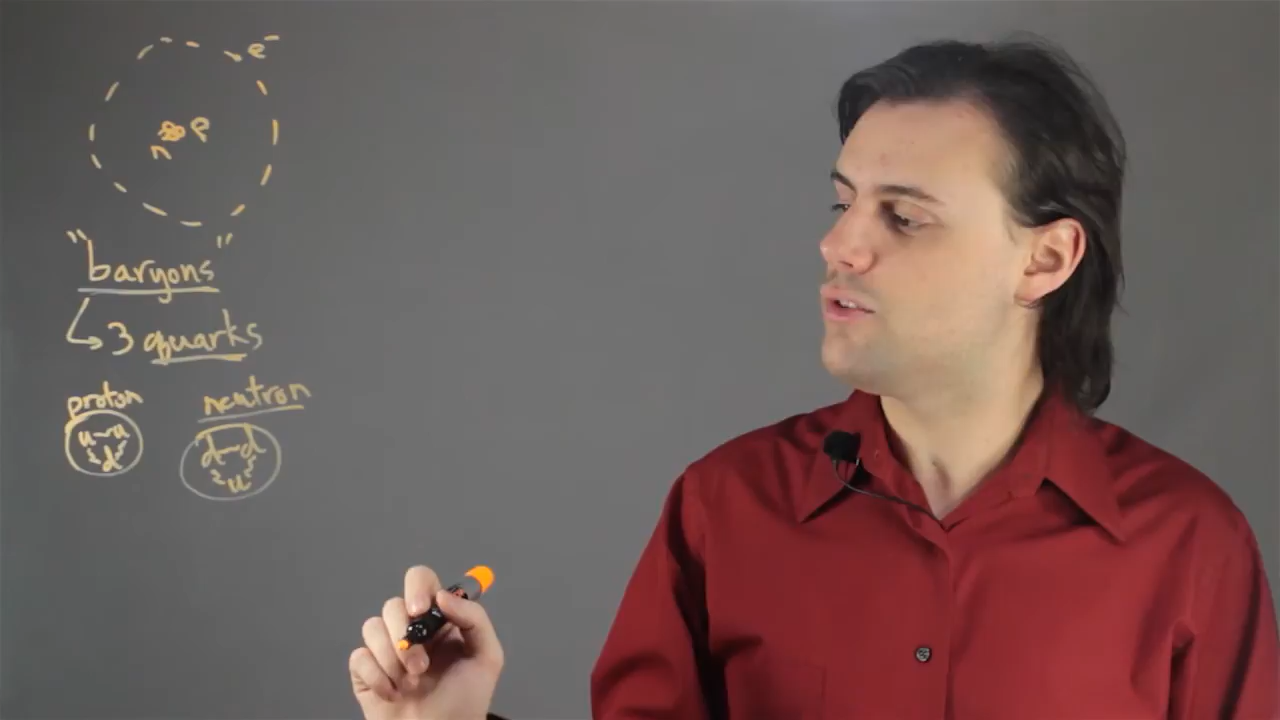 e⁻
p
n
"baryons"
↳ 3 quarks
proton neutron
u u d d
d u